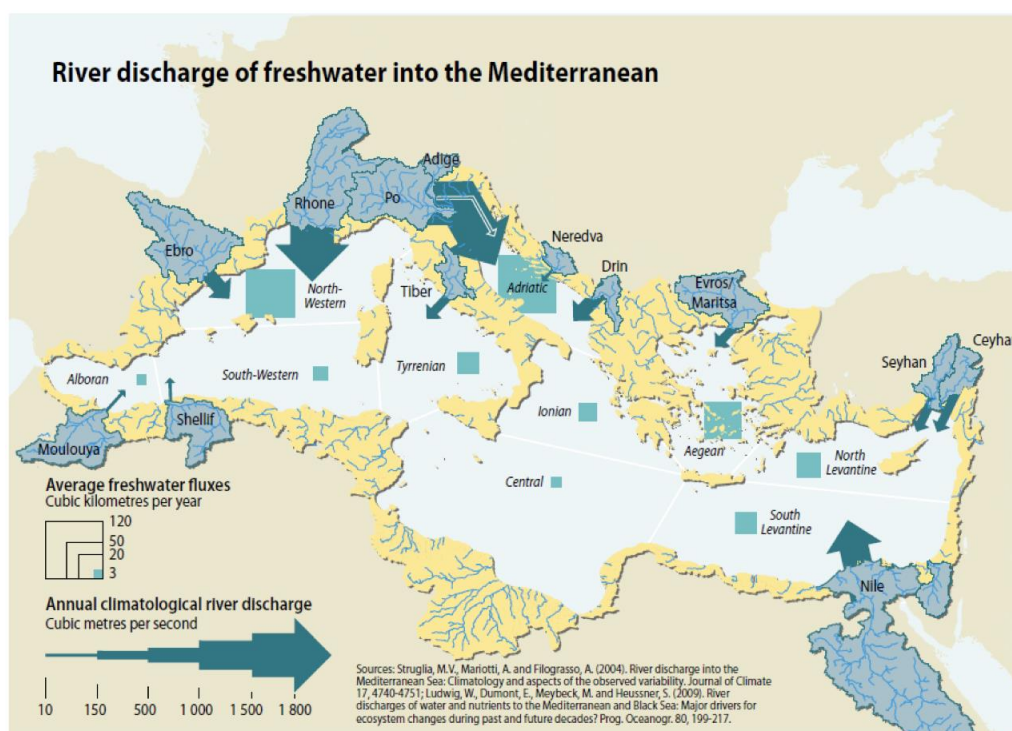 River discharge of freshwater into the Mediterranean
Adige
Rhone
Po
Ebro
Neredva
Drin
North-
Western
Adriatic
Tiber
Evros/
Maritsa
Ceyha
Seyhan
Alboran
South-Western
Tyrrenian
Ionian
Shellif
Moulouya
Aegean
North
Levantine
Central
South
Levantine
Nile
Average freshwater fluxes
Cubic kilometres per year
120
50
20
3
Annual climatological river discharge
Cubic metres per second
10 150 500 1 000 1 500 1 800
Sources: Struglia, M.V., Mariotti, A. and Filograsso, A. (2004). River discharge into the
Mediterranean Sea: Climatology and aspects of the observed variability. Journal of Climate
17, 4740-4751; Ludwig, W., Dumont, E., Meybeck, M. and Heussner, S. (2009). River
discharges of water and nutrients to the Mediterranean and Black Sea: Major drivers for
ecosystem changes during past and future decades? Prog. Oceanogr. 80, 199-217.